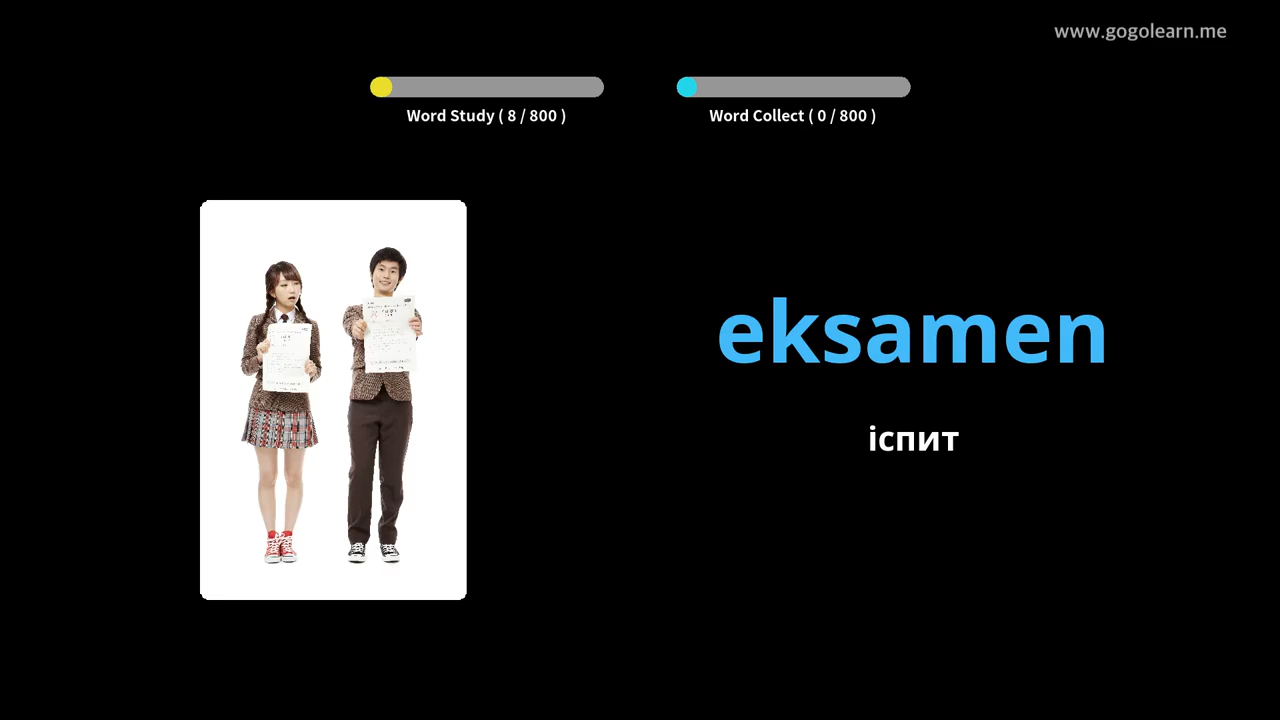 www.gogolearn.me
Word Study ( 8 / 800 )
Word Collect ( 0 / 800 )
eksamen
іспит